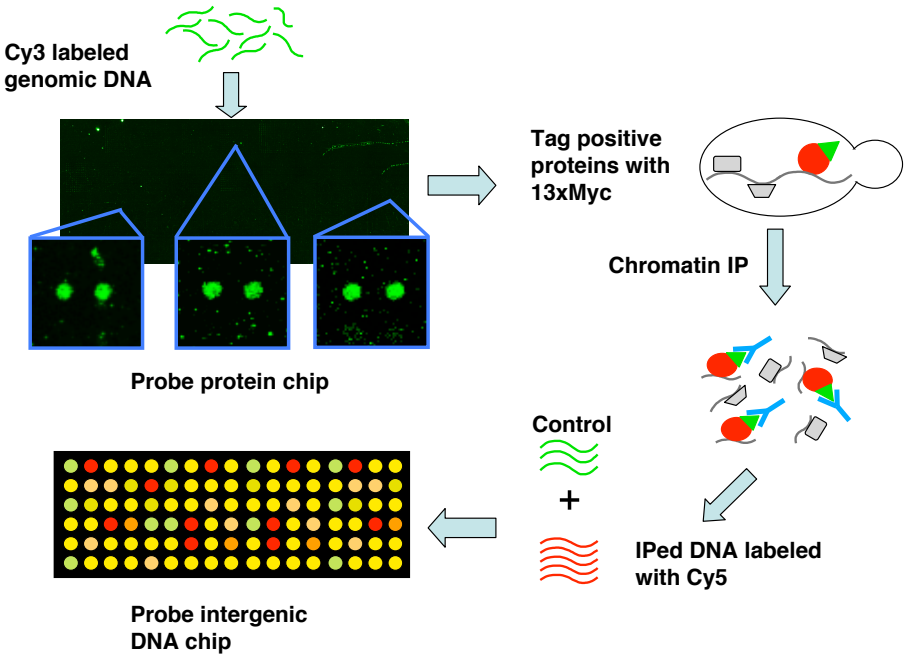 Cy3 labeled
genomic DNA
Tag positive
proteins with
13xMyc
Chromatin IP
Probe protein chip
Control
+
IPed DNA labeled
with Cy5
Probe intergenic
DNA chip